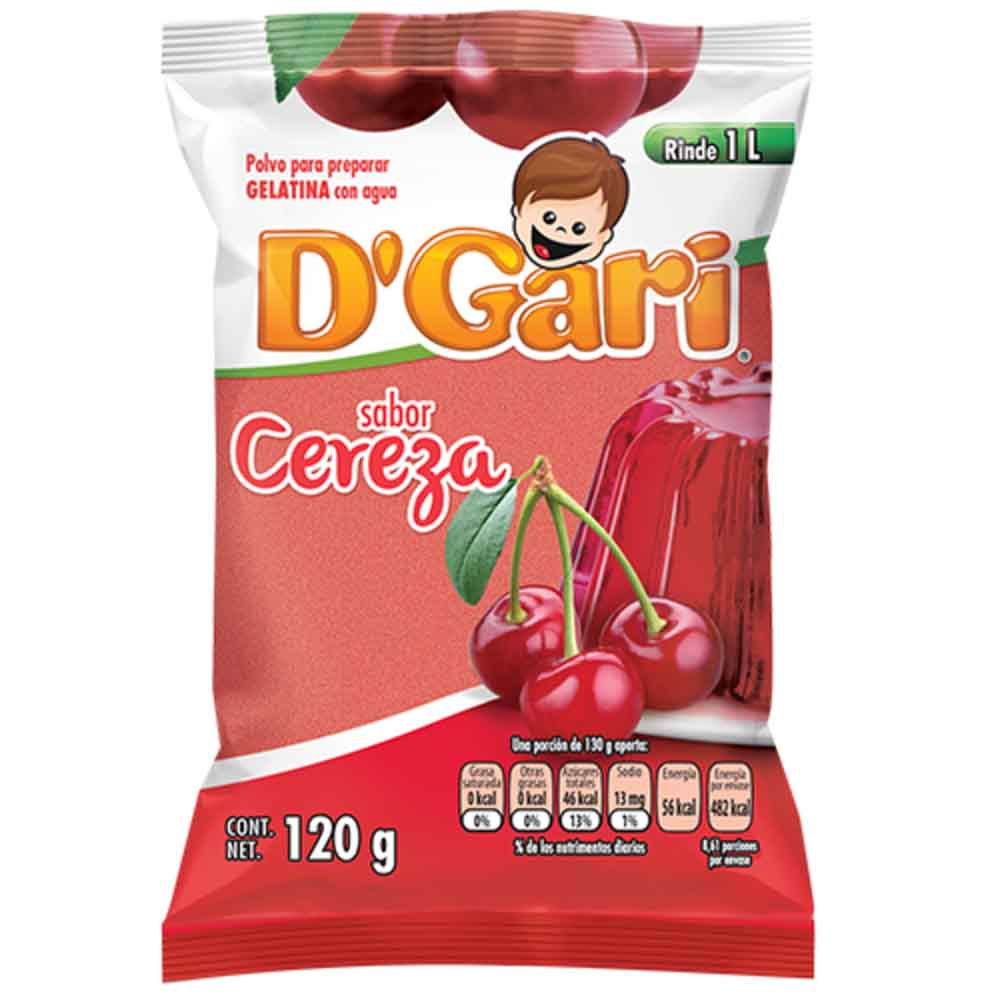 Rinde 1 L
Polvo para preparar
GELATINA con agua
D'Gari®
sabor
Cereza
Una porción de 130 g aporta:
Grasa saturada 0 kcal 0%
Otras grasas 0 kcal 0%
Azúcares totales 46 kcal 13%
Sodio 13 mg 1%
Energía 56 kcal
Energía por envase 482 kcal
% de los nutrimentos diarios
8,61 porciones
por envase
CONT.
NET. 120 g